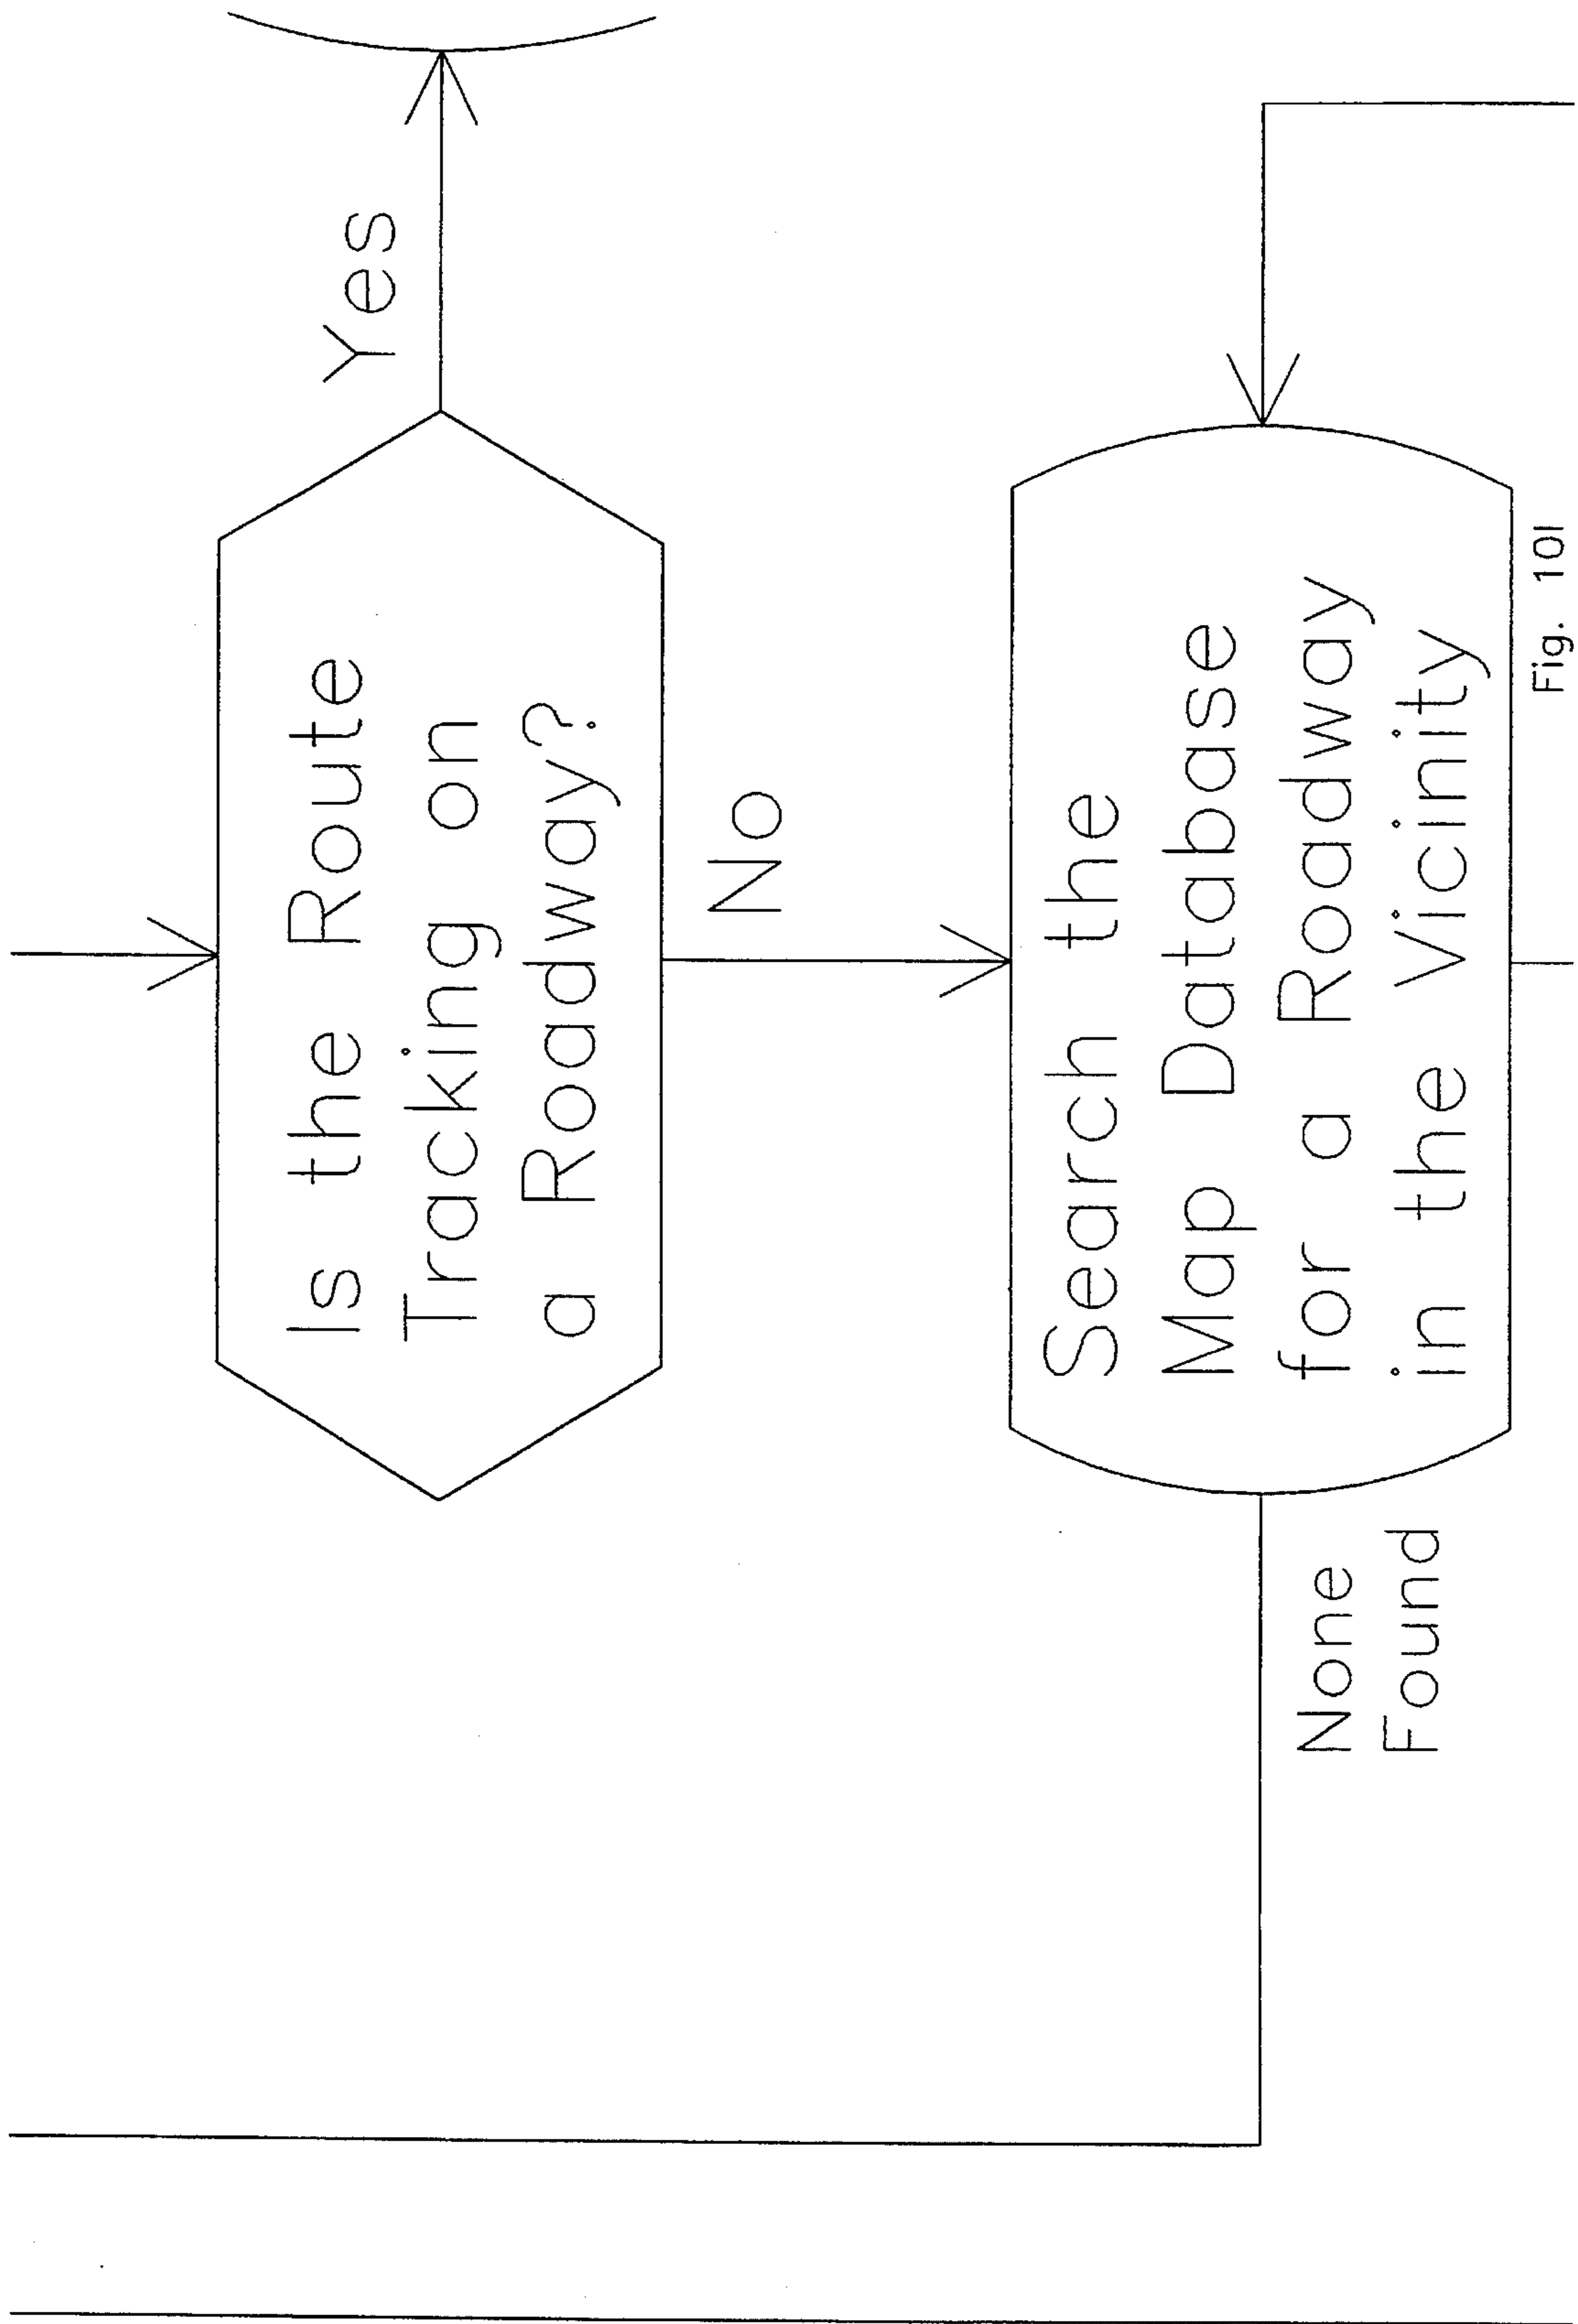 Is the Route
Tracking on
a Roadway?
Yes
No
Search the
Map Database
for a Roadway
in the Vicinity
None
Found
Fig. 10I